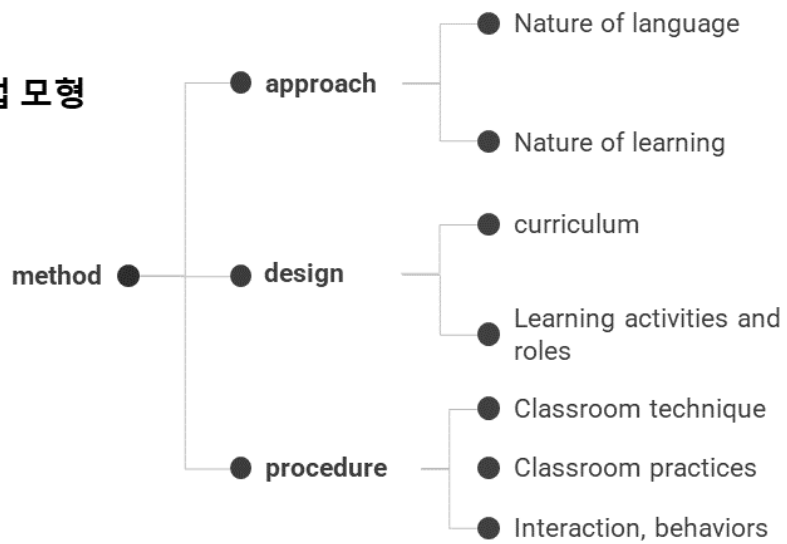 모형
method
approach
Nature of language
Nature of learning
design
curriculum
Learning activities and
roles
procedure
Classroom technique
Classroom practices
Interaction, behaviors